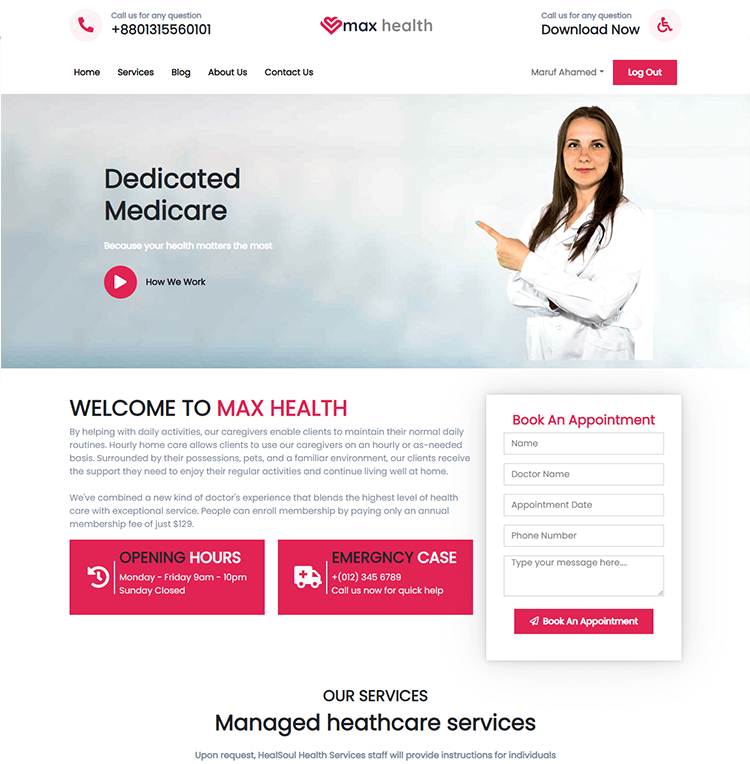 Call us for any question
+8801315560101
max health
Call us for any question
Download Now
Home Services Blog About Us Contact Us Maruf Ahamed Log Out
Dedicated
Medicare
Because your health matters the most
How We Work
WELCOME TO MAX HEALTH
By helping with daily activities, our caregivers enable clients to maintain their normal daily
routines. Hourly home care allows clients to use our caregivers on an hourly or as-needed
basis. Surrounded by their possessions, pets, and a familiar environment, our clients receive
the support they need to enjoy their regular activities and continue living well at home.
We've combined a new kind of doctor's experience that blends the highest level of health
care with exceptional service. People can enroll membership by paying only an annual
membership fee of just $129.
OPENING HOURS
Monday - Friday 9am - 10pm
Sunday Closed
EMERGNCY CASE
+(012) 345 6789
Call us now for quick help
Book An Appointment
Name
Doctor Name
Appointment Date
Phone Number
Type your message here....
Book An Appointment
OUR SERVICES
Managed heathcare services
Upon request, HealSoul Health Services staff will provide instructions for individuals